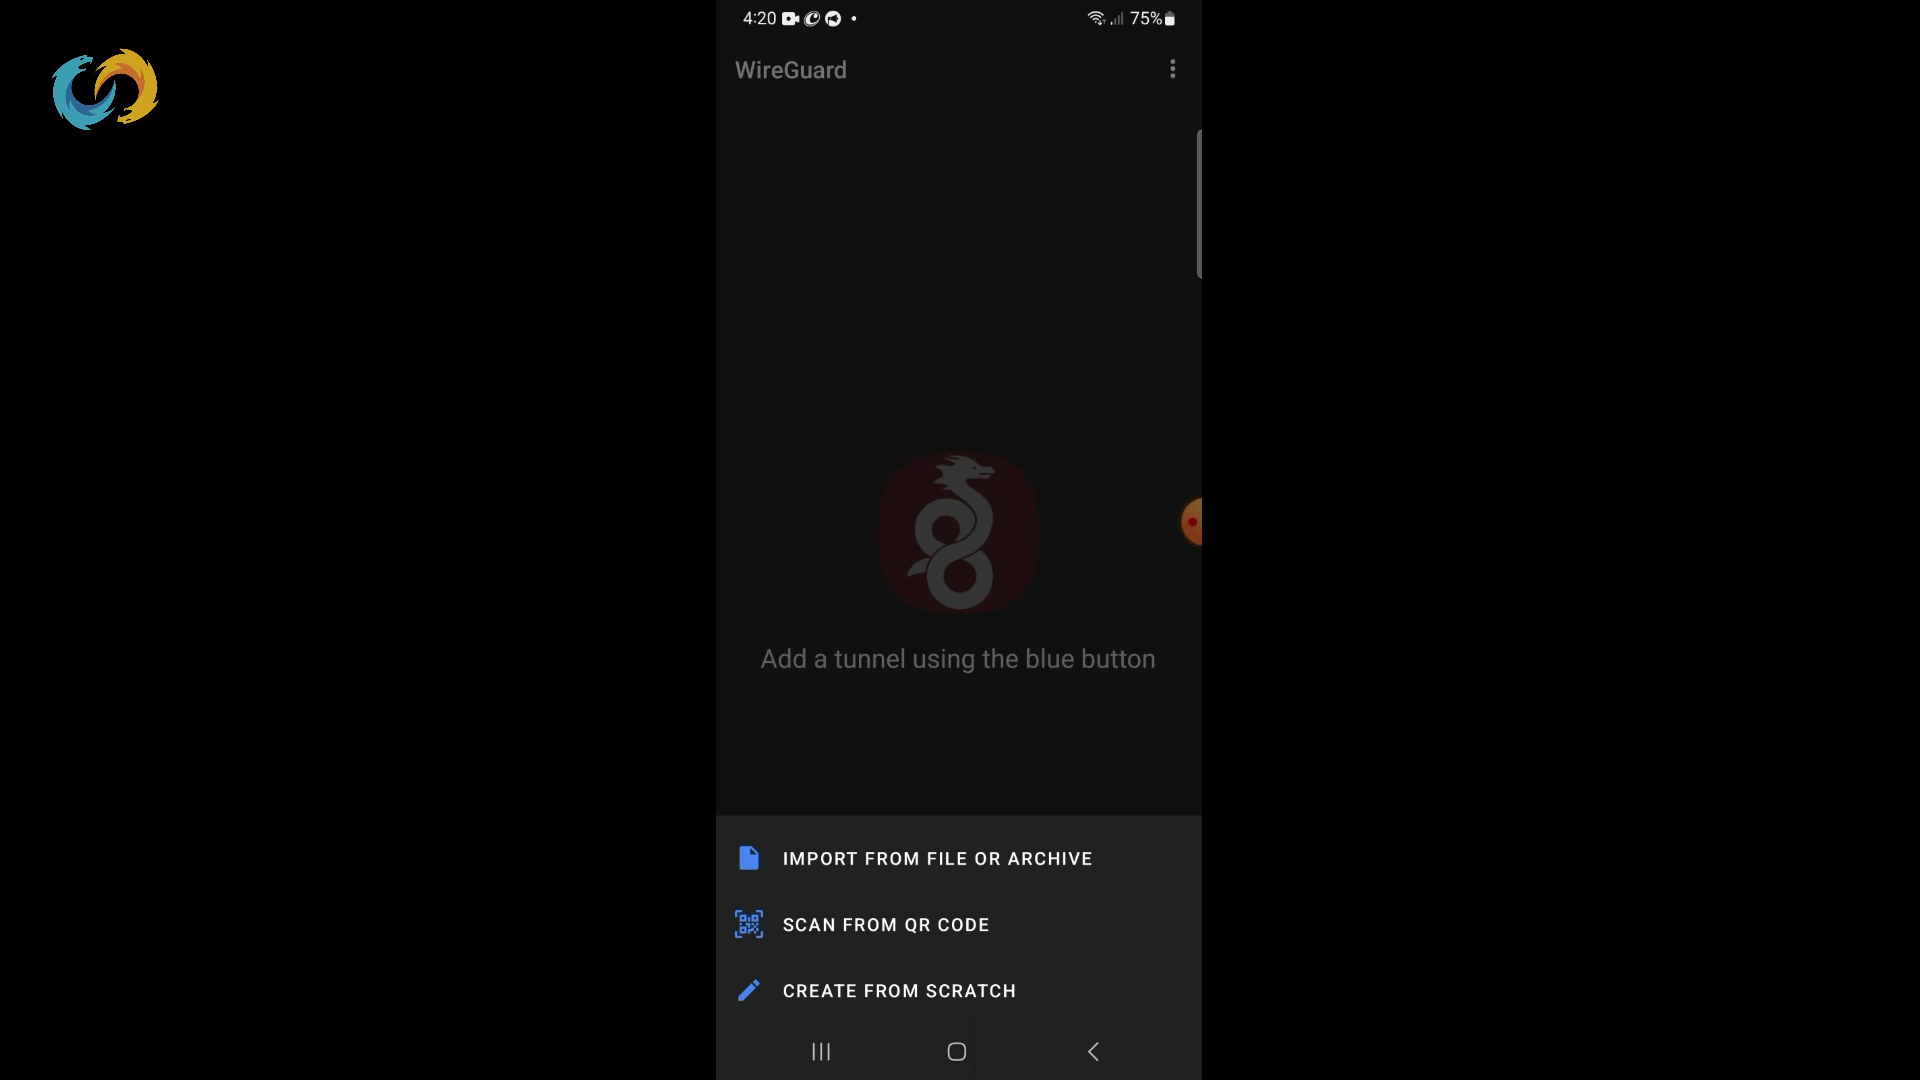 4:20
75%
WireGuard
Add a tunnel using the blue button
IMPORT FROM FILE OR ARCHIVE
SCAN FROM QR CODE
CREATE FROM SCRATCH